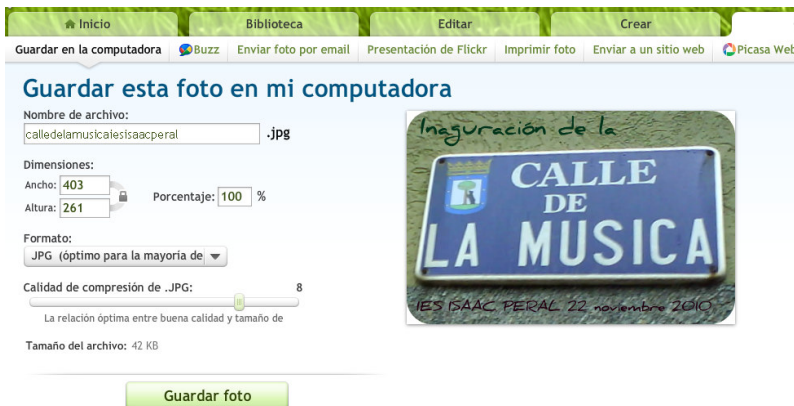 Inicio Biblioteca Editar Crear
Guardar en la computadora Buzz Enviar foto por email Presentación de Flickr Imprimir foto Enviar a un sitio web Picasa Web
Guardar esta foto en mi computadora
Nombre de archivo:
calledelamusicaiesisaacperal .jpg
Dimensiones:
Ancho: 403
Altura: 261
Porcentaje: 100 %
Formato:
JPG (óptimo para la mayoría de
Calidad de compresión de .JPG: 8
La relación óptima entre buena calidad y tamaño de
Tamaño del archivo: 42 KB
Guardar foto
Inaguración de la
CALLE
DE
LA MUSICA
IES ISAAC PERAL 22 noviembre 2010